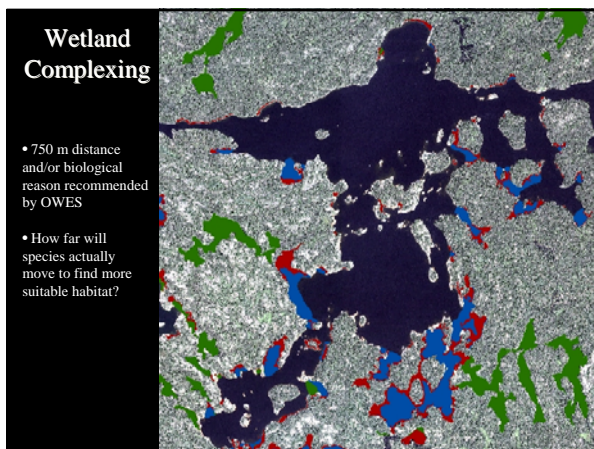 Wetland
Complexing
• 750 m distance
and/or biological
reason recommended
by OWES
• How far will
species actually
move to find more
suitable habitat?